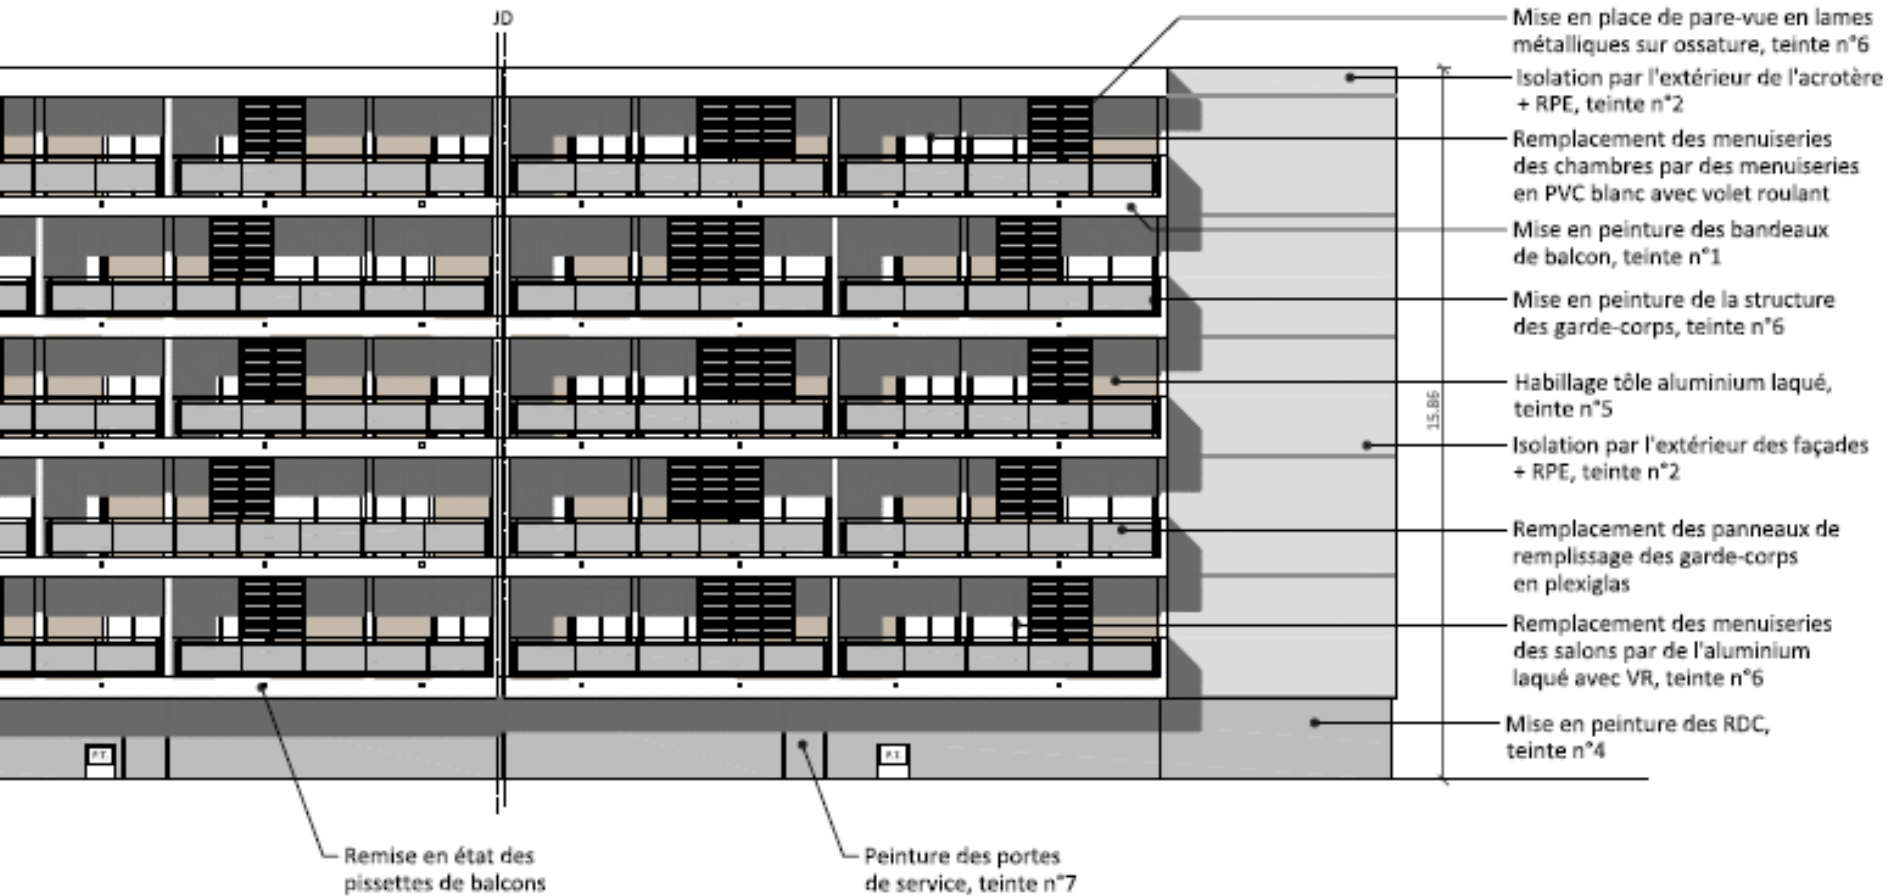 JD
Mise en place de pare-vue en lames
métalliques sur ossature, teinte n°6
Isolation par l'extérieur de l'acrotère
+ RPE, teinte n°2
Remplacement des menuiseries
des chambres par des menuiseries
en PVC blanc avec volet roulant
Mise en peinture des bandeaux
de balcon, teinte n°1
Mise en peinture de la structure
des garde-corps, teinte n°6
Habillage tôle aluminium laqué,
teinte n°5
15.86
Isolation par l'extérieur des façades
+ RPE, teinte n°2
Remplacement des panneaux de
remplissage des garde-corps
en plexiglas
Remplacement des menuiseries
des salons par de l'aluminium
laqué avec VR, teinte n°6
Mise en peinture des RDC,
teinte n°4
P.T.
P.T.
Remise en état des
pissettes de balcons
Peinture des portes
de service, teinte n°7